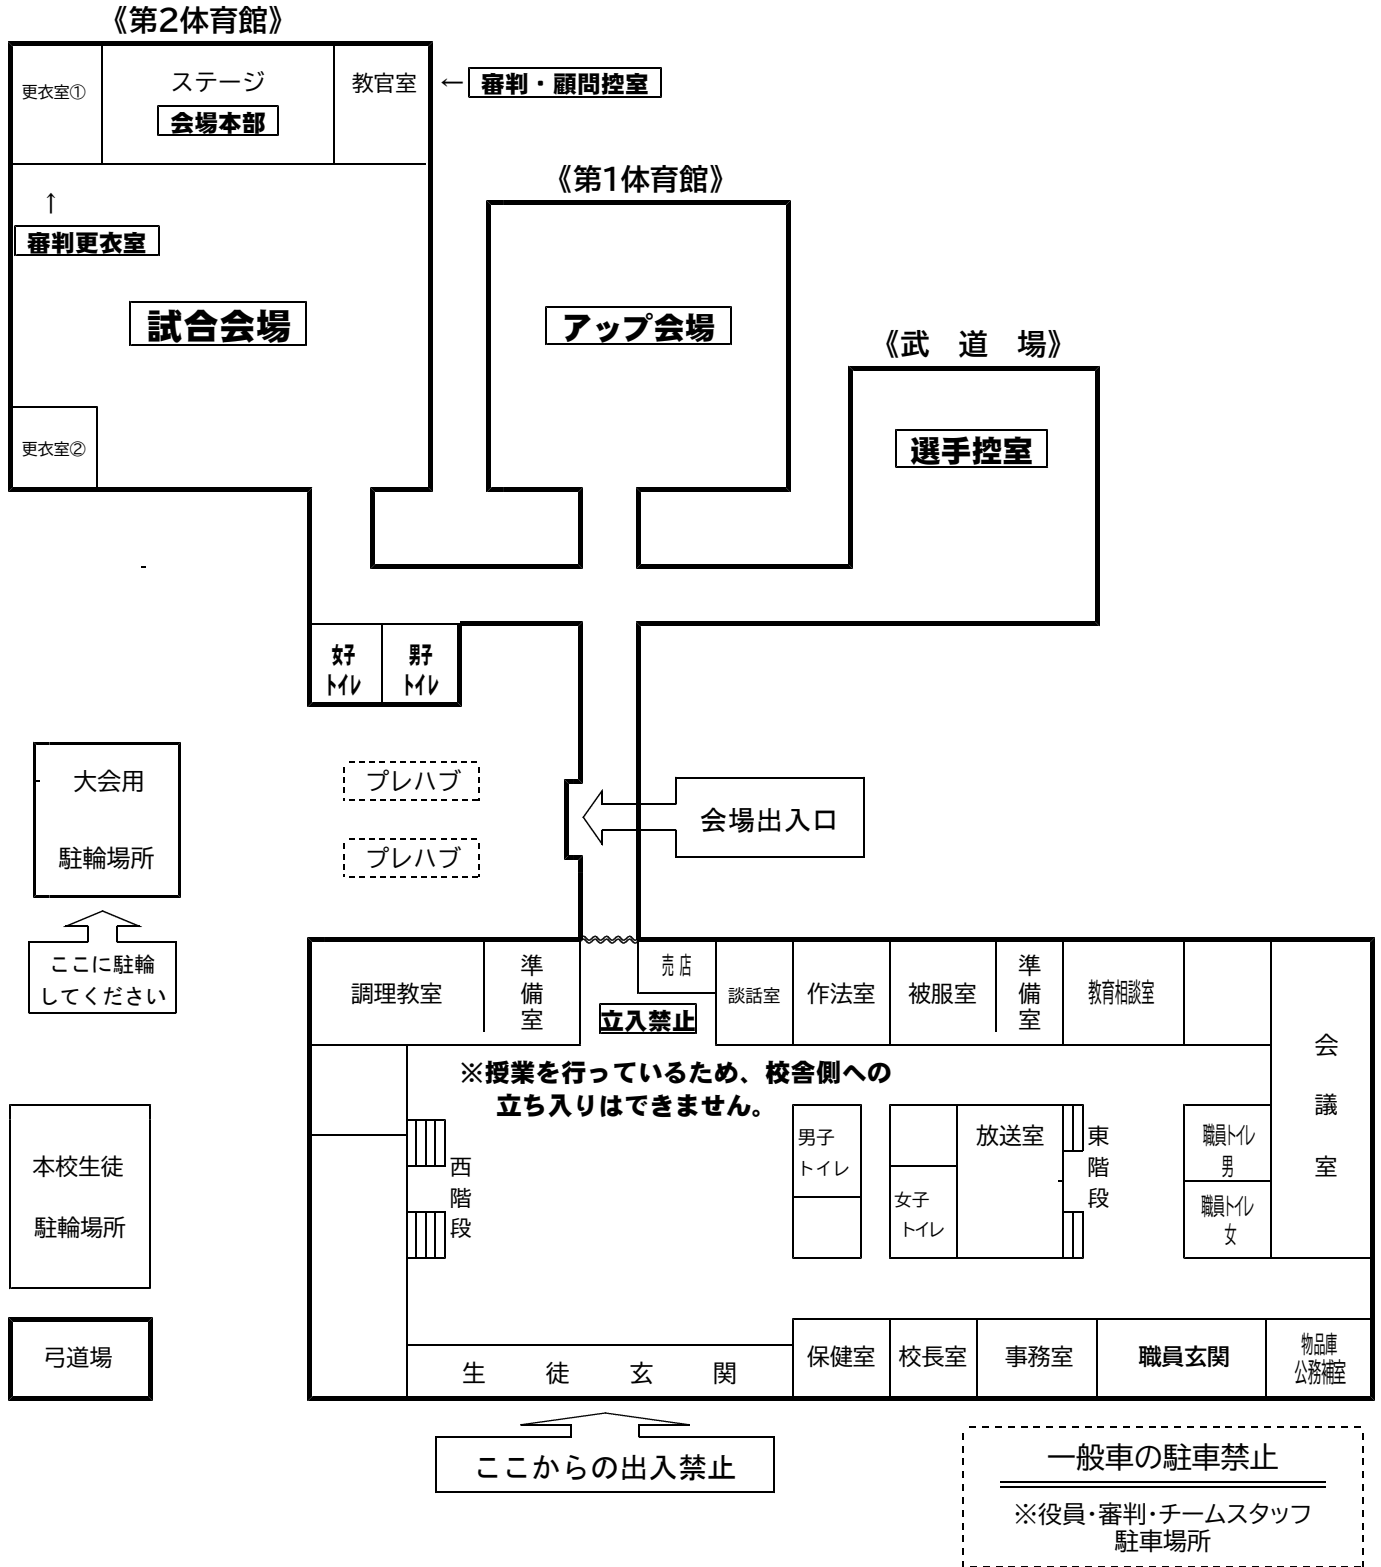 《第2体育館》
更衣室①
ステージ
会場本部
教官室
←
審判・顧問控室
↑
審判更衣室
試合会場
更衣室②
《第1体育館》
アップ会場
《武 道 場》
選手控室
女子
トイレ
男子
トイレ
大会用
駐輪場所
ここに駐輪
してください
プレハブ
プレハブ
会場出入口
調理教室
準
備
室
売店
立入禁止
談話室
作法室
被服室
準
備
室
教育相談室
会
議
室
※授業を行っているため、校舎側への
立ち入りはできません。
本校生徒
駐輪場所
西
階
段
男子
トイレ
女子
トイレ
放送室
東
階
段
職員トイレ
男
職員トイレ
女
弓道場
生 徒 玄 関
保健室
校長室
事務室
職員玄関
物品庫
公務補室
ここからの出入禁止
一般車の駐車禁止
※役員・審判・チームスタッフ
駐車場所